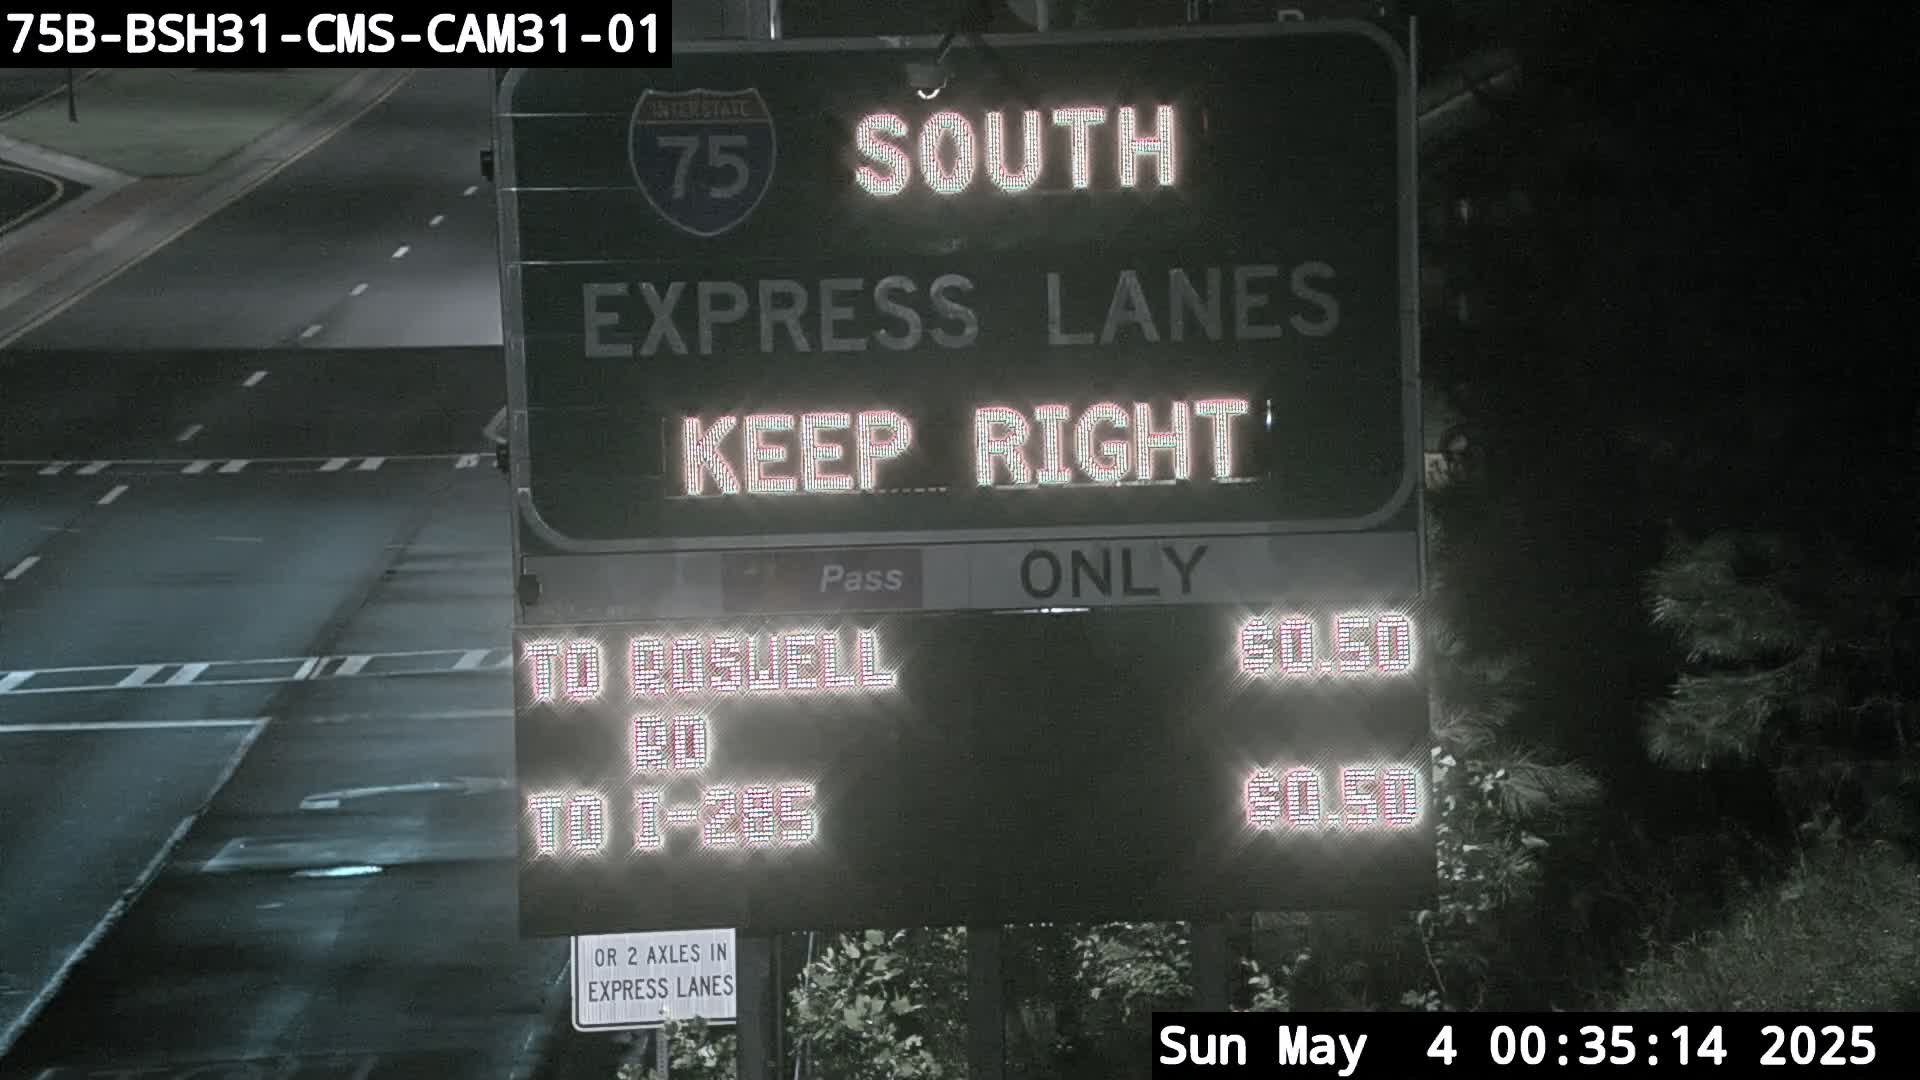 75B-BSH31-CMS-CAM31-01
INTERSTATE
75
SOUTH
EXPRESS LANES
KEEP RIGHT
Pass ONLY
TO ROSWELL $0.50
RD
TO I-285 $0.50
OR 2 AXLES IN
EXPRESS LANES
Sun May 4 00:35:14 2025